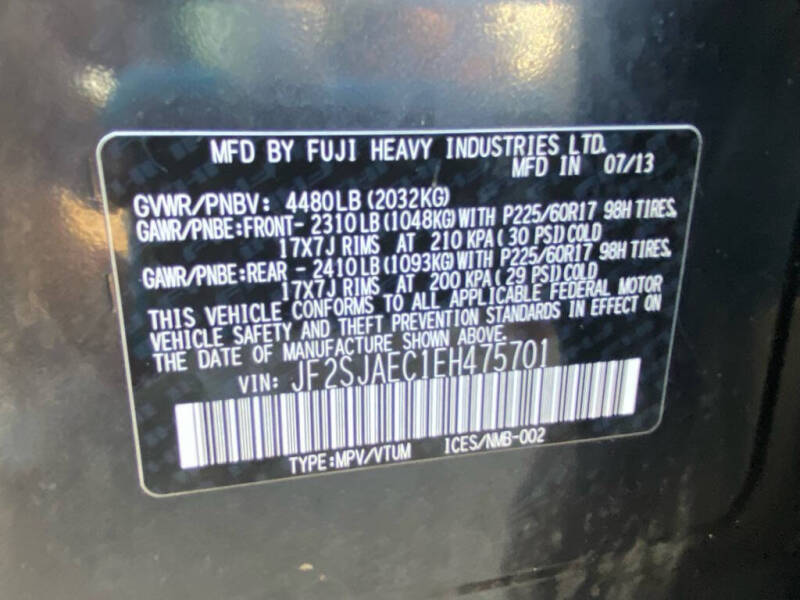 MFD BY FUJI HEAVY INDUSTRIES LTD.
MFD IN 07/13
GVWR/PNBV: 4480LB (2032KG)
GAWR/PNBE:FRONT- 2310LB (1048KG) WITH P225/60R17 98H TIRES,
17X7J RIMS AT 210 KPA ( 30 PSI) COLD
GAWR/PNBE:REAR - 2410LB (1093KG) WITH P225/60R17 98H TIRES,
17X7J RIMS AT 200 KPA ( 29 PSI) COLD
THIS VEHICLE CONFORMS TO ALL APPLICABLE FEDERAL MOTOR
VEHICLE SAFETY AND THEFT PREVENTION STANDARDS IN EFFECT ON
THE DATE OF MANUFACTURE SHOWN ABOVE.
VIN: JF2SJAEC1EH475701
TYPE:MPV/VTUM ICES/NMB-002